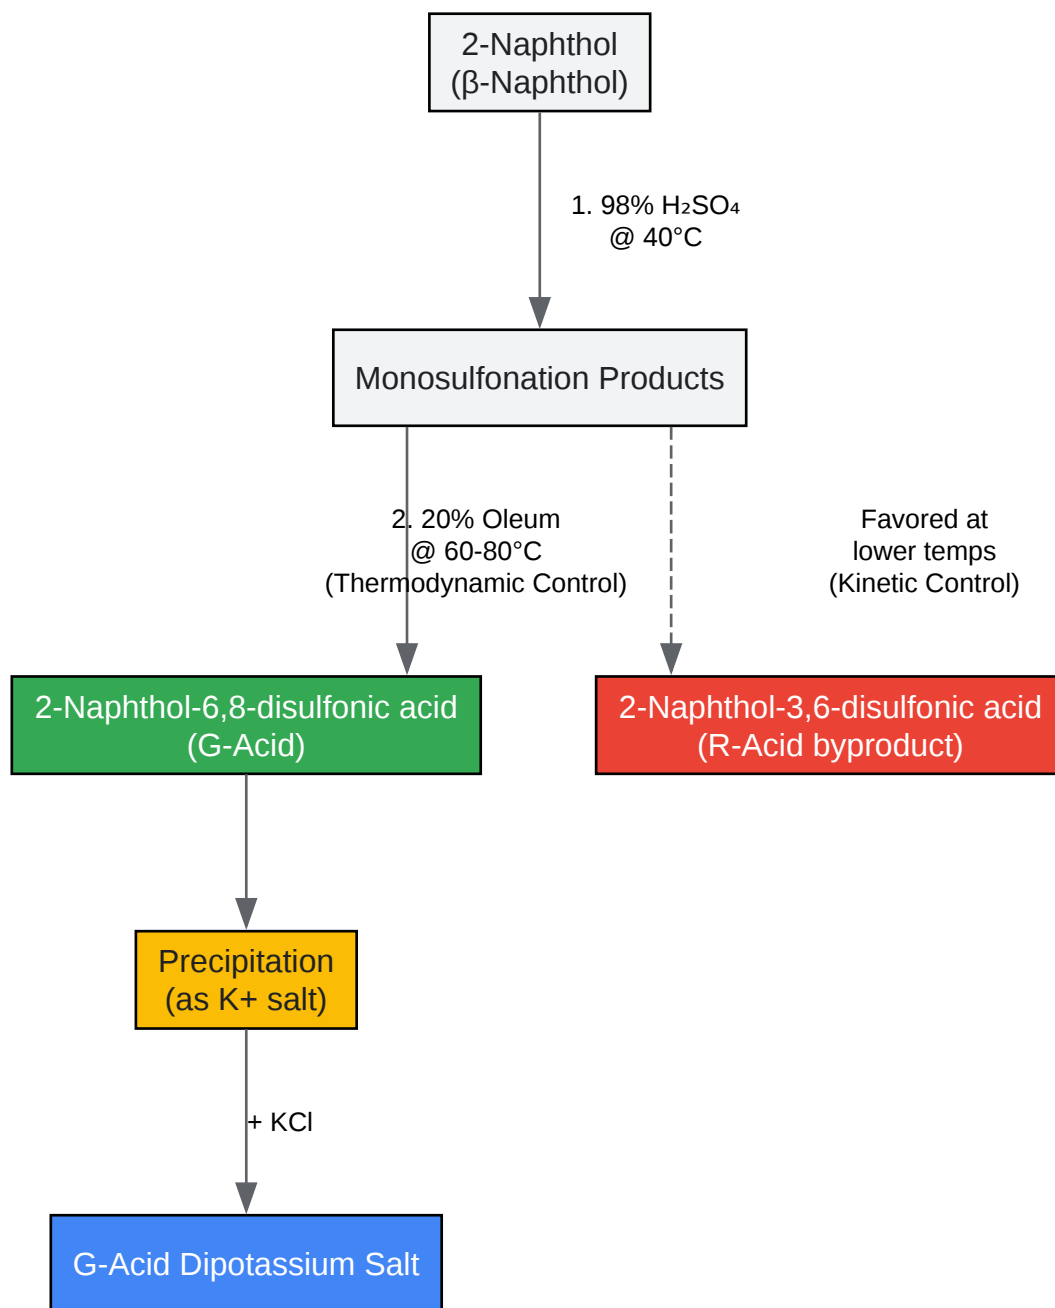 2-Naphthol
(β-Naphthol)
1. 98% H₂SO₄
@ 40°C
Monosulfonation Products
2. 20% Oleum
@ 60-80°C
(Thermodynamic Control)
Favored at
lower temps
(Kinetic Control)
2-Naphthol-6,8-disulfonic acid
(G-Acid)
2-Naphthol-3,6-disulfonic acid
(R-Acid byproduct)
Precipitation
(as K+ salt)
+ KCl
G-Acid Dipotassium Salt